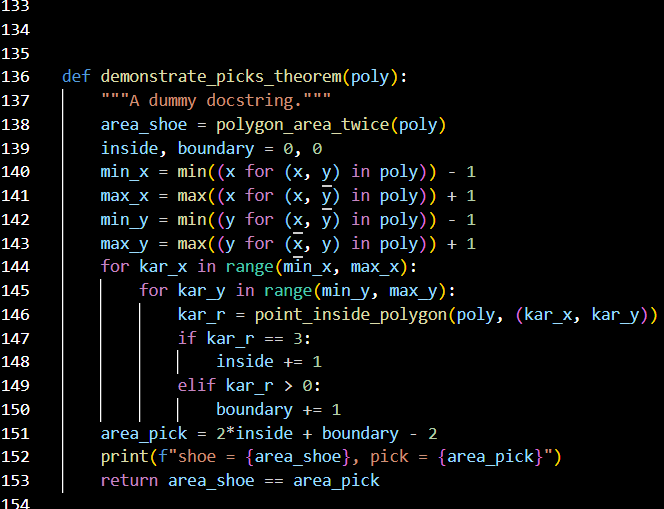 133
134
135
136 def demonstrate_picks_theorem(poly):
137     """A dummy docstring."""
138     area_shoe = polygon_area_twice(poly)
139     inside, boundary = 0, 0
140     min_x = min((x for (x, y) in poly)) - 1
141     max_x = max((x for (x, y) in poly)) + 1
142     min_y = min((y for (x, y) in poly)) - 1
143     max_y = max((y for (x, y) in poly)) + 1
144     for kar_x in range(min_x, max_x):
145         for kar_y in range(min_y, max_y):
146             kar_r = point_inside_polygon(poly, (kar_x, kar_y))
147             if kar_r == 3:
148                 inside += 1
149             elif kar_r > 0:
150                 boundary += 1
151     area_pick = 2*inside + boundary - 2
152     print(f"shoe = {area_shoe}, pick = {area_pick}")
153     return area_shoe == area_pick
154